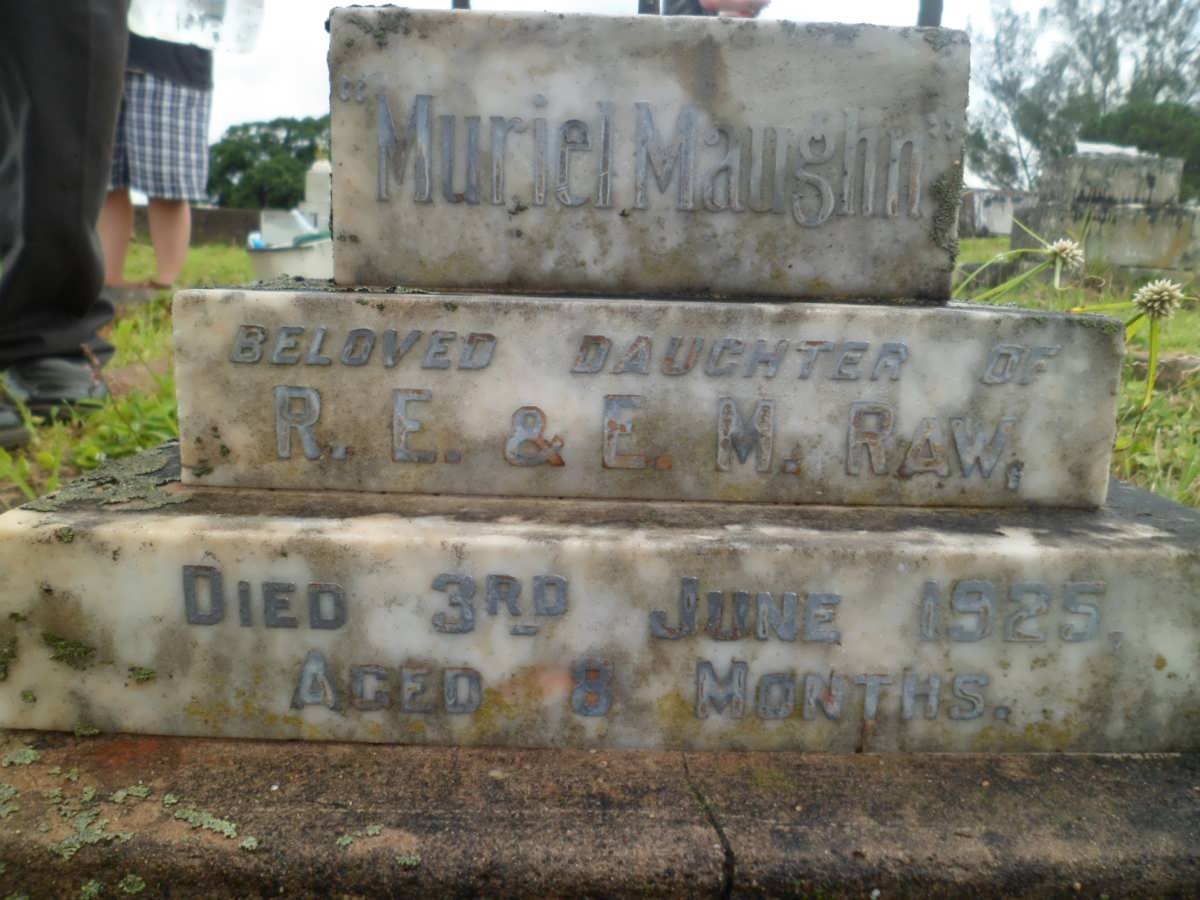 "Muriel Maughn"
BELOVED DAUGHTER OF
R. E. & E. M. RAW,
DIED 3RD JUNE 1925,
AGED 8 MONTHS.